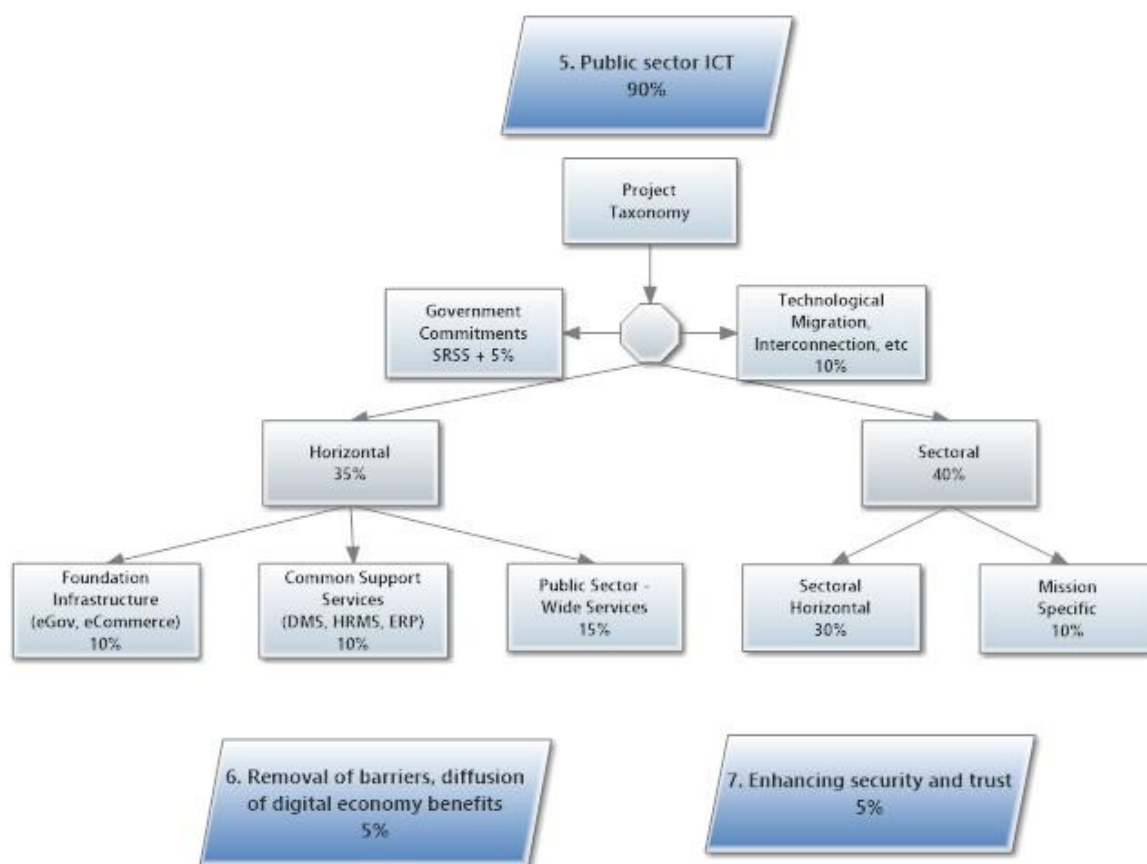 5. Public sector ICT
90%
Project
Taxonomy
Government
Commitments
SRSS + 5%
Technological
Migration,
Interconnection, etc
10%
Horizontal
35%
Sectoral
40%
Foundation
Infrastructure
(eGov, eCommerce)
10%
Common Support
Services
(DMS, HRMS, ERP)
10%
Public Sector -
Wide Services
15%
Sectoral
Horizontal
30%
Mission
Specific
10%
6. Removal of barriers, diffusion
of digital economy benefits
5%
7. Enhancing security and trust
5%